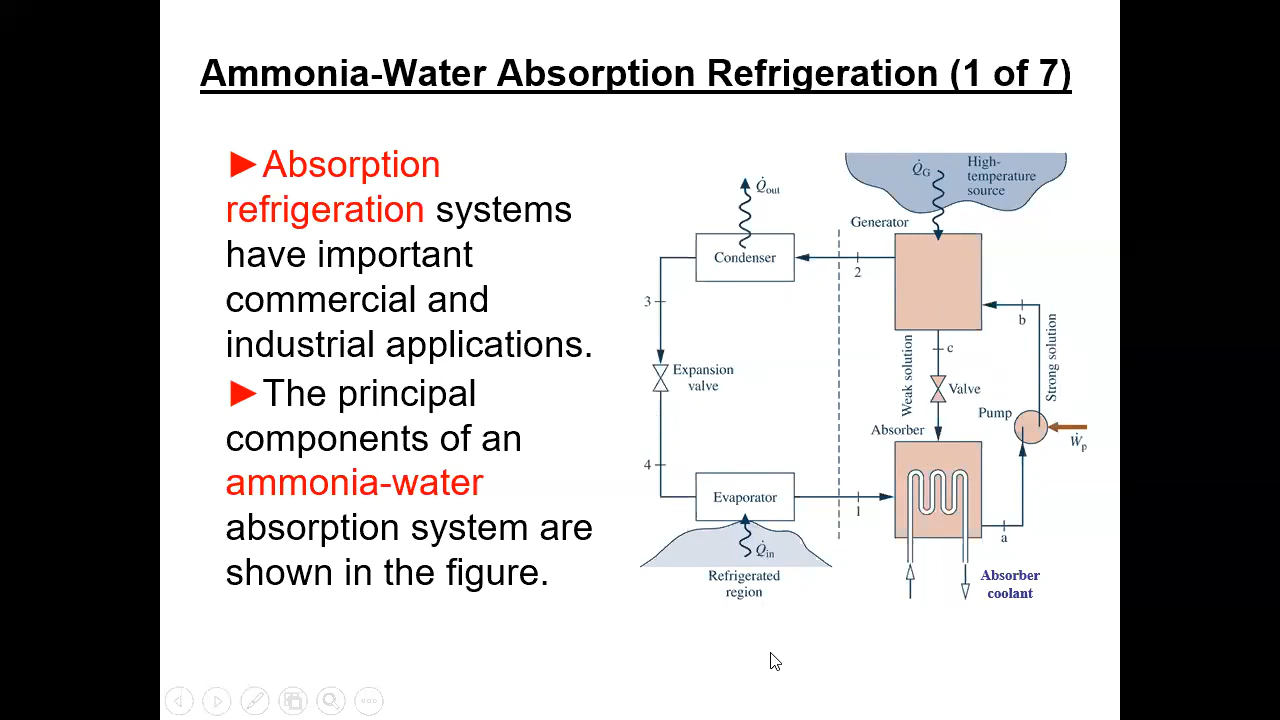 Ammonia-Water Absorption Refrigeration (1 of 7)
►Absorption
refrigeration systems
have important
commercial and
industrial applications.
►The principal
components of an
ammonia-water
absorption system are
shown in the figure.
Q̇out
Q̇G
High-
temperature
source
Generator
Condenser
2
3
b
Strong solution
c
Weak solution
Expansion
valve
Valve
Pump
Ẇp
Absorber
4
Evaporator
1
a
Q̇in
Refrigerated
region
Absorber
coolant